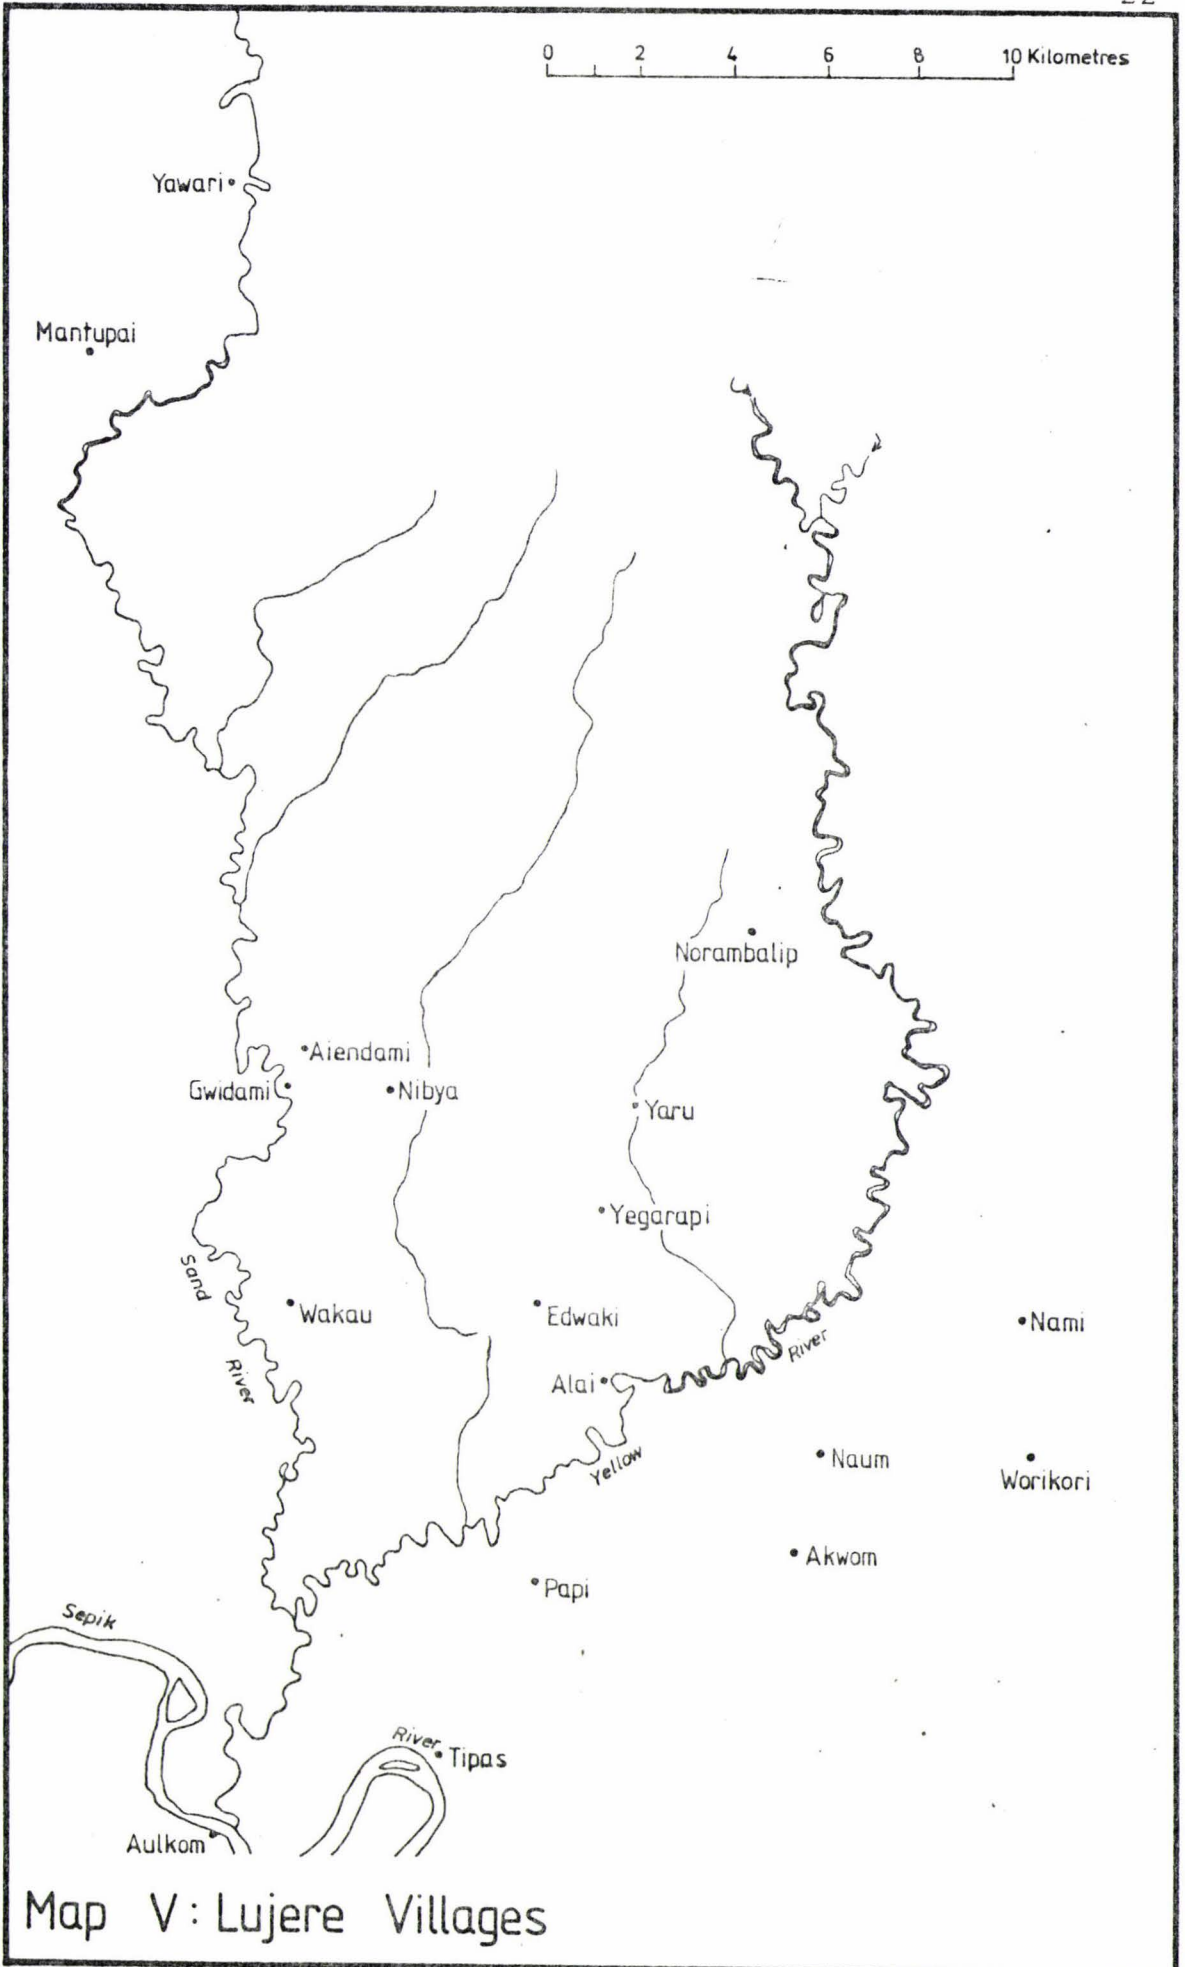 0 2 4 6 8 10 Kilometres
Yawari
Mantupai
Norambalip
Aiendami
Gwidami
Nibya
Yaru
Yegarapi
Sand
River
Wakau
Edwaki
Nami
River
Alai
Yellow
Naum
Worikori
Akwom
Papi
Sepik
River
Tipas
Aulkom
Map V: Lujere Villages